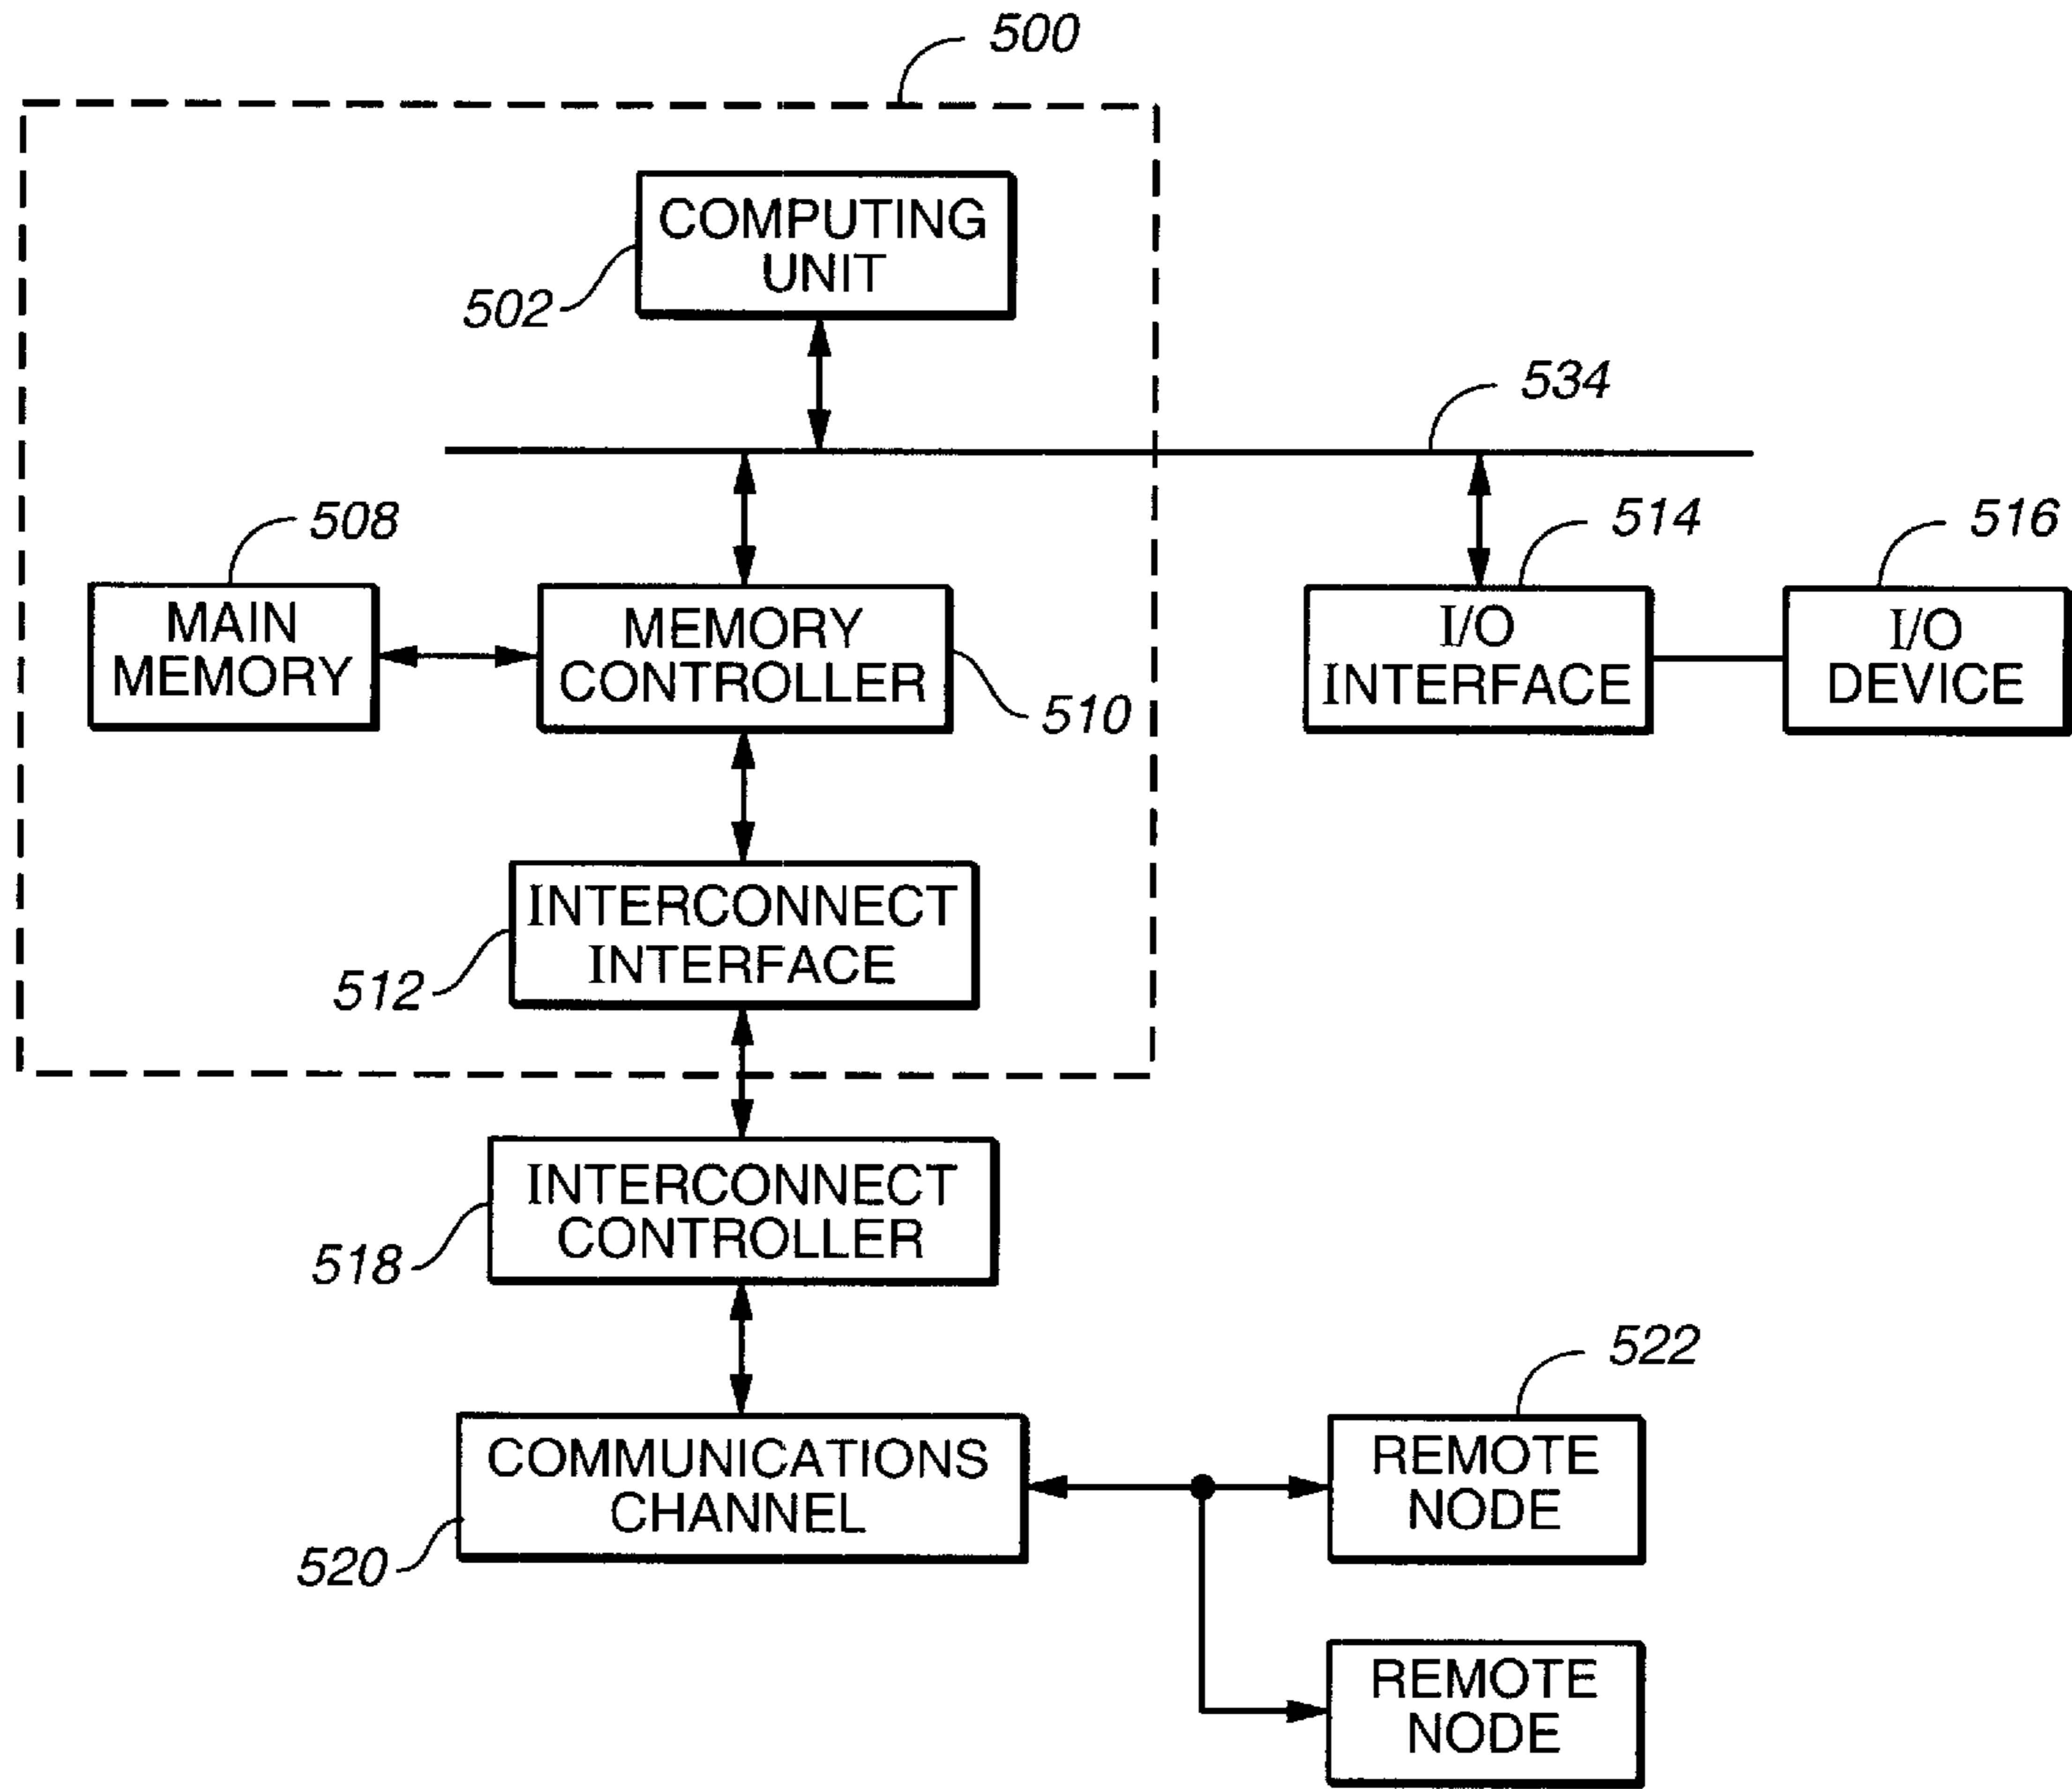 500
COMPUTING
UNIT
502
534
508
514
516
MAIN
MEMORY
MEMORY
CONTROLLER
510
I/O
INTERFACE
I/O
DEVICE
INTERCONNECT
INTERFACE
512
INTERCONNECT
CONTROLLER
518
522
COMMUNICATIONS
CHANNEL
520
REMOTE
NODE
REMOTE
NODE